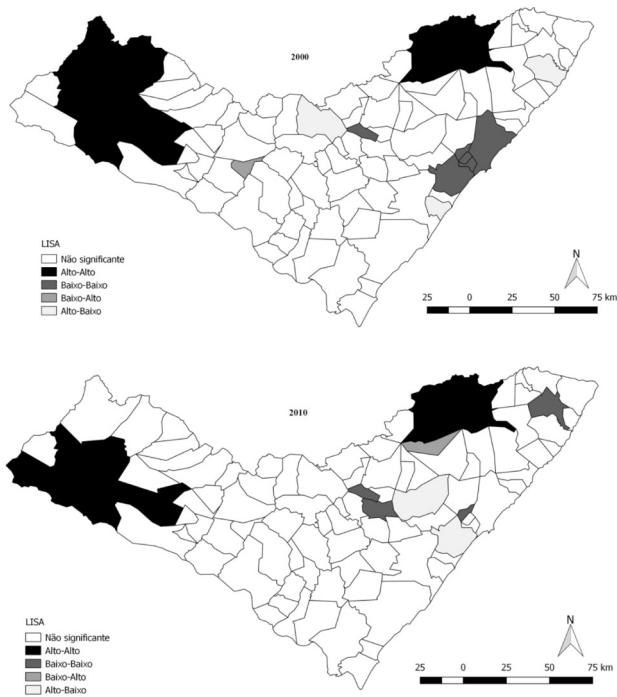 2000
LISA
Não significante
Alto-Alto
Baixo-Baixo
Baixo-Alto
Alto-Baixo
N
25 0 25 50 75 km
2010
LISA
Não significante
Alto-Alto
Baixo-Baixo
Baixo-Alto
Alto-Baixo
N
25 0 25 50 75 km